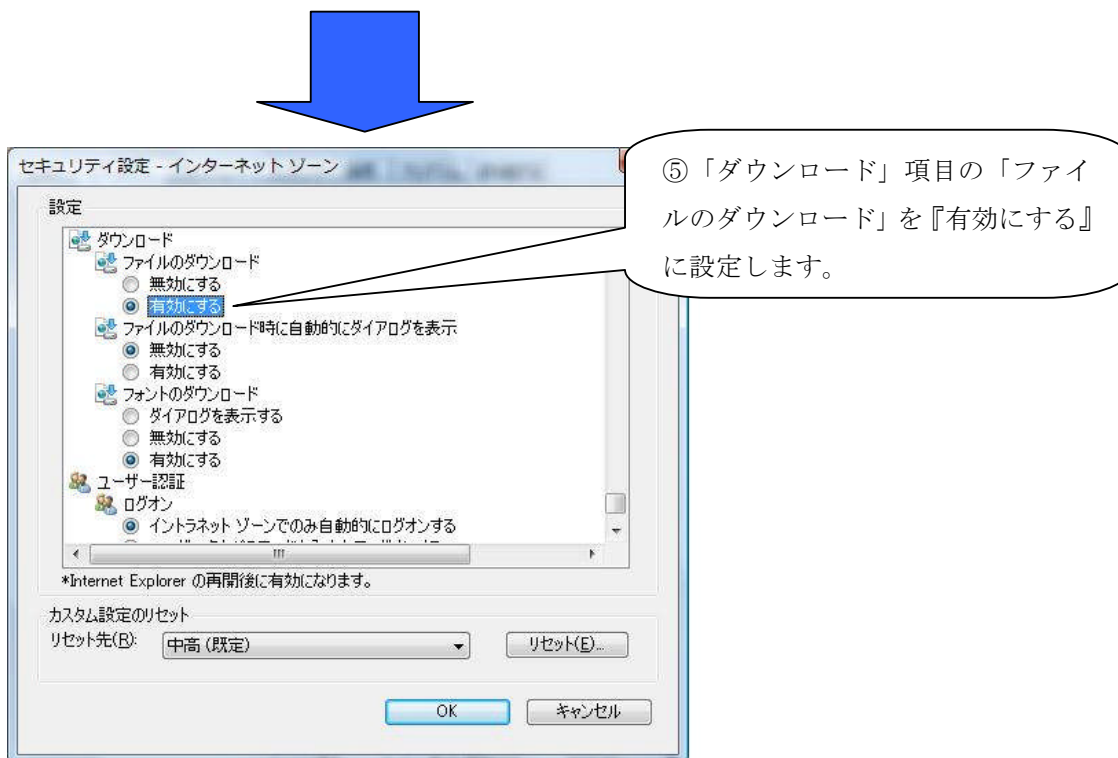 セキュリティ設定 - インターネット ゾーン
⑤「ダウンロード」項目の「ファイ
ルのダウンロード」を『有効にする』
に設定します。
設定
ダウンロード
ファイルのダウンロード
無効にする
有効にする
ファイルのダウンロード時に自動的にダイアログを表示
無効にする
有効にする
フォントのダウンロード
ダイアログを表示する
無効にする
有効にする
ユーザー認証
ログオン
イントラネット ゾーンでのみ自動的にログオンする
*Internet Explorer の再開後に有効になります。
カスタム設定のリセット
リセット先(R): 中高 (既定) リセット(E)...
OK キャンセル